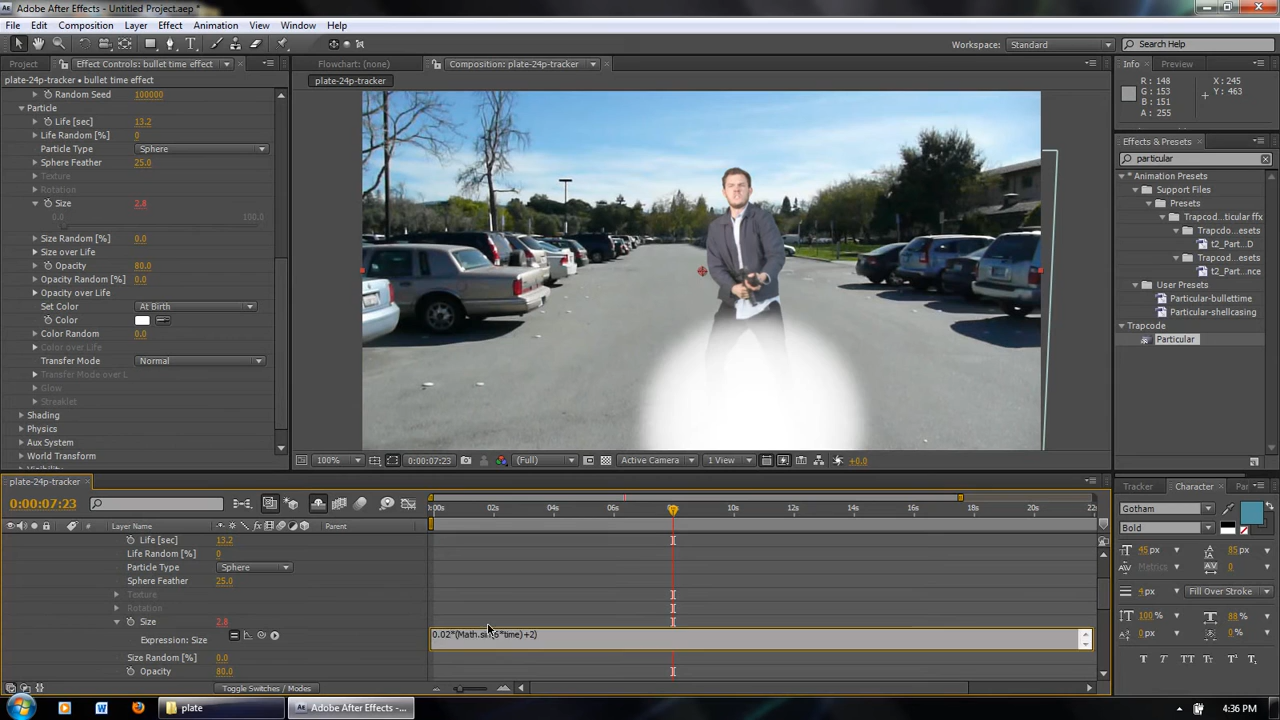 Adobe After Effects - Untitled Project.aep *
File Edit Composition Layer Effect Animation View Window Help
Workspace: Standard Search Help
Project Effect Controls: bullet time effect
Flowchart: (none) Composition: plate-24p-tracker
Info Preview
plate-24p-tracker • bullet time effect
plate-24p-tracker
R: 148 X: 245
G: 153 Y: 463
B: 151
A: 255
Random Seed 100000
Particle
Life [sec] 13.2
Life Random [%] 0
Particle Type Sphere
Sphere Feather 25.0
Texture
Rotation
Size 2.8
0.0 100.0
Size Random [%] 0.0
Size over Life
Opacity 80.0
Opacity Random [%] 0.0
Opacity over Life
Set Color At Birth
Color
Color Random 0.0
Color over Life
Transfer Mode Normal
Transfer Mode over L
Glow
Streaklet
Shading
Physics
Aux System
World Transform
Effects & Presets
particular
* Animation Presets
Support Files
Presets
Trapcod...ticular ffx
Trapcod...esets
t2_Part...D
Trapcod...esets
t2_Part...nce
User Presets
Particular-bullettime
Particular-shellcasing
Trapcode
Particular
100% 0:00:07:23 (Full) Active Camera 1 View +0.0
plate-24p-tracker
0:00:07:23
# Layer Name Parent
02s 04s 06s 10s 12s 14s 16s 18s 20s
Life [sec] 13.2
Life Random [%] 0
Particle Type Sphere
Sphere Feather 25.0
Texture
Rotation
Size 2.8
Expression: Size
0.02*(Math.si
*time)+2)
Size Random [%] 0.0
Opacity 80.0
Toggle Switches / Modes
Tracker Character
Gotham
Bold
45 px 85 px
Metrics 0
4 px Fill Over Stroke
100 % 88 %
0 px 0 %
plate Adobe After Effects -... 4:36 PM